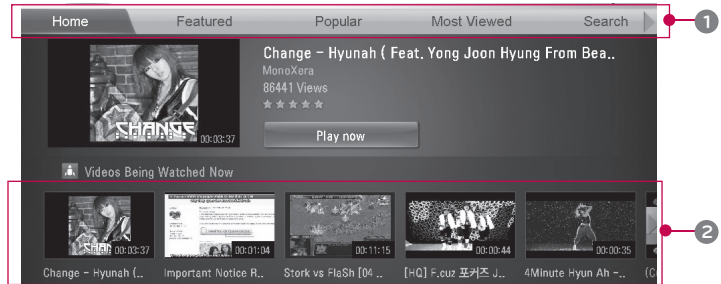 Home Featured Popular Most Viewed Search
1
Change - Hyunah ( Feat. Yong Joon Hyung From Bea..
MonoXera
86441 Views
CHANGE
00:03:37
Play now
Videos Being Watched Now
2
00:03:37 00:01:04 00:11:15 00:00:44 00:00:35
Change - Hyunah (.. Important Notice R.. Stork vs FlaSh [04 .. [HQ] F.cuz 포커즈 J.. 4Minute Hyun Ah -.. (C